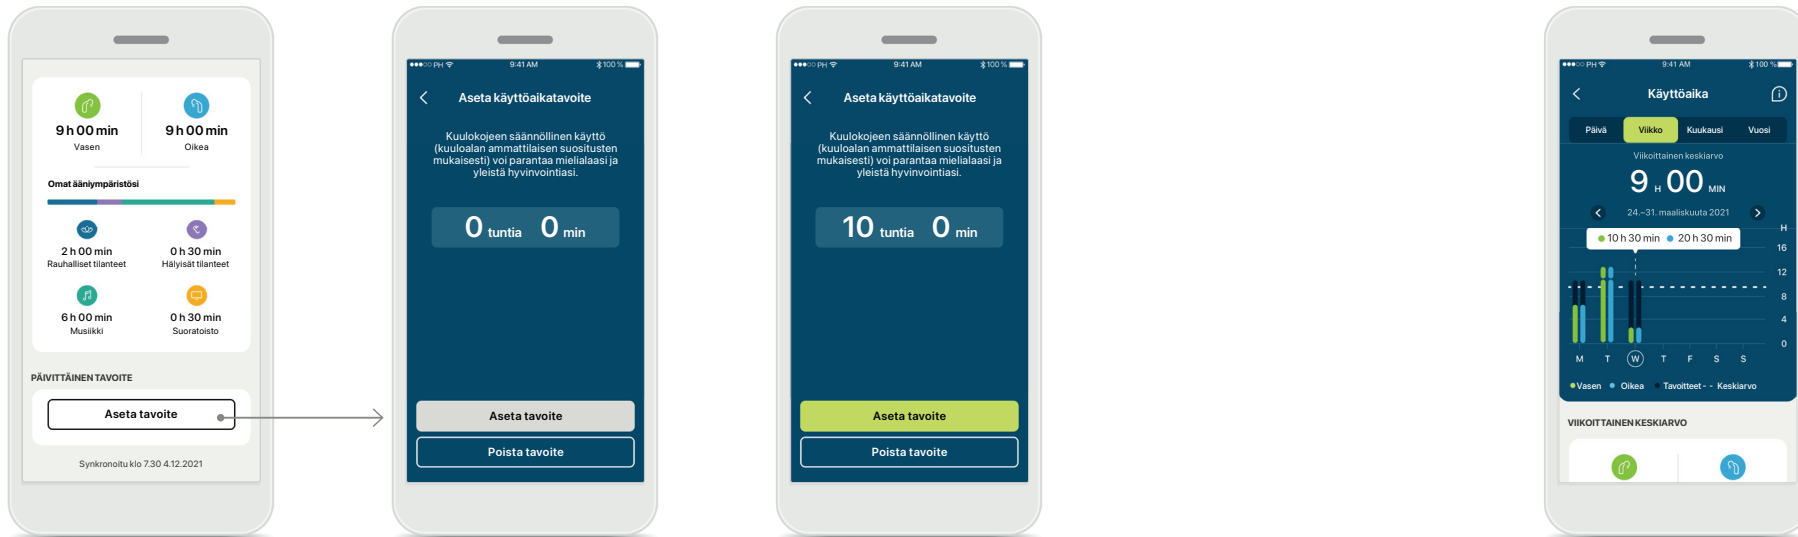 9 h 00 min
9 h 00 min
Vasen
Oikea
Omat ääniympäristösi
2 h 00 min
0 h 30 min
Rauhalliset tilanteet
Hälyisät tilanteet
6 h 00 min
0 h 30 min
Musiikki
Suoratoisto
PÄIVITTÄINEN TAVOITE
Aseta tavoite
Synkronoitu klo 7.30 4.12.2021
PH 9:41 AM 100 %
Aseta käyttöaikatavoite
Kuulokojeen säännöllinen käyttö
(kuuloalan ammattilaisen suositusten
mukaisesti) voi parantaa mielialaasi ja
yleistä hyvinvointiasi.
0 tuntia 0 min
Aseta tavoite
Poista tavoite
PH 9:41 AM 100 %
Aseta käyttöaikatavoite
Kuulokojeen säännöllinen käyttö
(kuuloalan ammattilaisen suositusten
mukaisesti) voi parantaa mielialaasi ja
yleistä hyvinvointiasi.
10 tuntia 0 min
Aseta tavoite
Poista tavoite
PH 9:41 AM 100 %
Käyttöaika
Päivä Viikko Kuukausi Vuosi
Viikoittainen keskiarvo
9 H 00 MIN
24.–31. maaliskuuta 2021
H
10 h 30 min 20 h 30 min
16
12
8
4
0
M T W T F S S
Vasen Oikea Tavoitteet - - Keskiarvo
VIIKOITTAINEN KESKIARVO